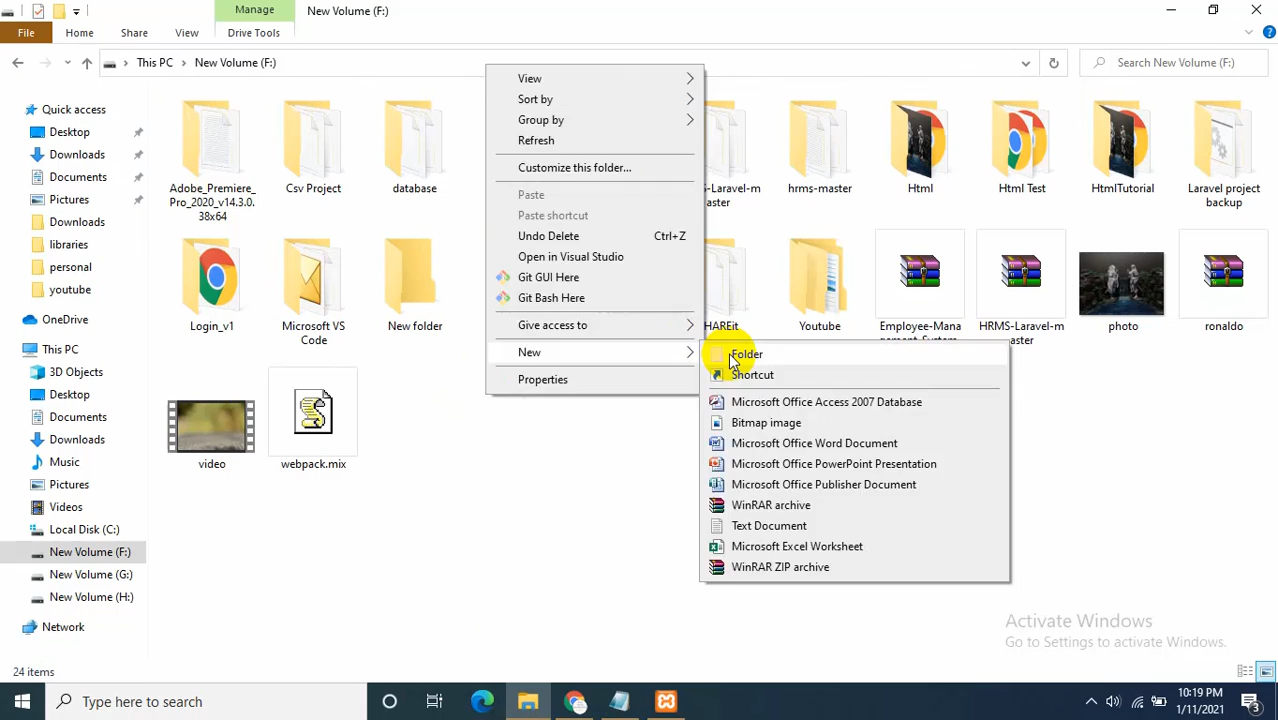 Manage
New Volume (F:)
File
Home
Share
View
Drive Tools
This PC
New Volume (F:)
Search New Volume (F:)
Quick access
Desktop
Downloads
Documents
Pictures
Downloads
libraries
personal
youtube
OneDrive
This PC
3D Objects
Desktop
Documents
Downloads
Music
Pictures
Videos
Local Disk (C:)
New Volume (F:)
New Volume (G:)
New Volume (H:)
Network
Adobe_Premiere_
Pro_2020_v14.3.0.
38x64
Csv Project
database
S-Laravel-m
aster
hrms-master
Html
Html Test
HtmlTutorial
Laravel project
backup
Login_v1
Microsoft VS
Code
New folder
HAREit
Youtube
Employee-Mana
gement-System
HRMS-Laravel-m
aster
photo
ronaldo
video
webpack.mix
View
Sort by
Group by
Refresh
Customize this folder...
Paste
Paste shortcut
Undo Delete Ctrl+Z
Open in Visual Studio
Git GUI Here
Git Bash Here
Give access to
New
Properties
Folder
Shortcut
Microsoft Office Access 2007 Database
Bitmap image
Microsoft Office Word Document
Microsoft Office PowerPoint Presentation
Microsoft Office Publisher Document
WinRAR archive
Text Document
Microsoft Excel Worksheet
WinRAR ZIP archive
Activate Windows
Go to Settings to activate Windows.
24 items
Type here to search
10:19 PM
1/11/2021
3